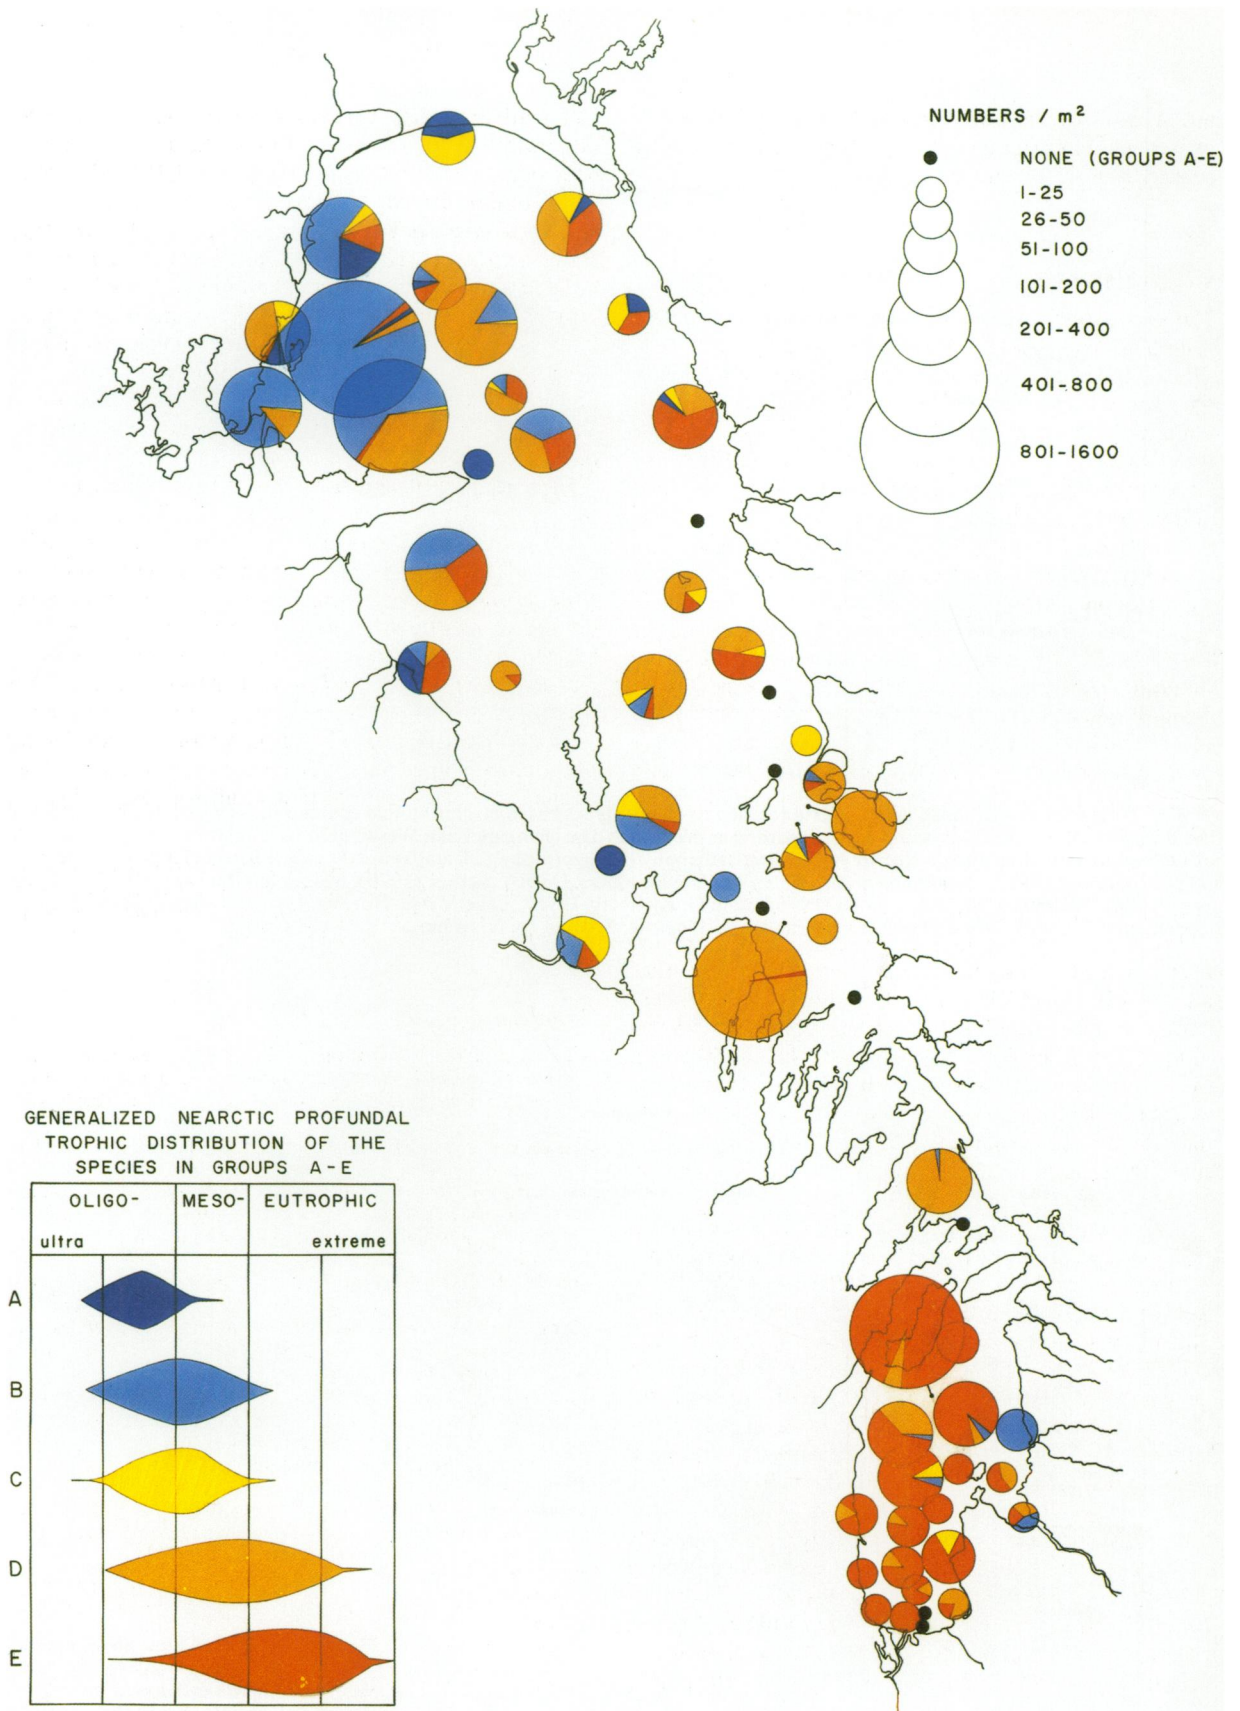 NUMBERS / m²
NONE (GROUPS A-E)
1-25
26-50
51-100
101-200
201-400
401-800
801-1600
GENERALIZED NEARCTIC PROFUNDAL
TROPHIC DISTRIBUTION OF THE
SPECIES IN GROUPS A-E
OLIGO- MESO- EUTROPHIC
ultra extreme
A
B
C
D
E